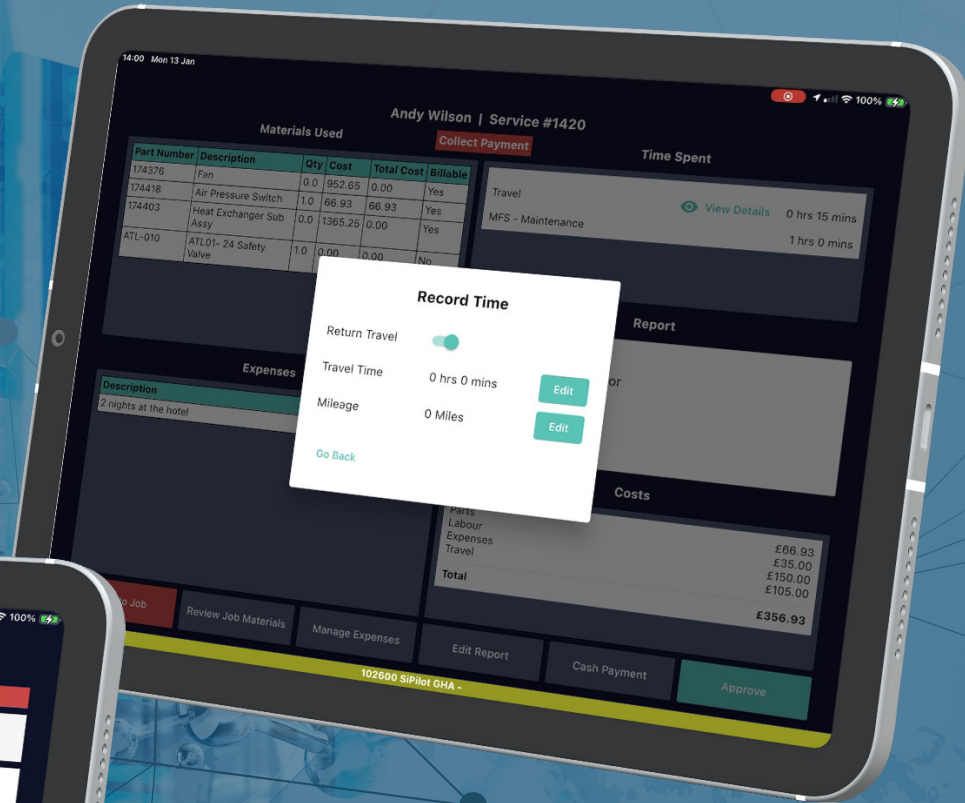 14:00 Mon 13 Jan
100%
Andy Wilson | Service #1420
Materials Used
Collect Payment
Time Spent
Part Number Description Qty Cost Total Cost Billable
174376 Fan 0.0 952.65 0.00 Yes
174418 Air Pressure Switch 1.0 66.93 66.93 Yes
174403 Heat Exchanger Sub Assy 0.0 1365.25 0.00 Yes
ATL-010 ATL01- 24 Safety Valve 1.0 0.00 0.00 No
Travel View Details 0 hrs 15 mins
MFS - Maintenance 1 hrs 0 mins
Record Time
Return Travel
Travel Time 0 hrs 0 mins Edit
Mileage 0 Miles Edit
Go Back
Report
or
Expenses
Description
2 nights at the hotel
Costs
Parts £66.93
Labour £35.00
Expenses £150.00
Travel £105.00
Total £356.93
to Job
Review Job Materials
Manage Expenses
Edit Report
Cash Payment
Approve
102600 SiPilot GHA -
100%